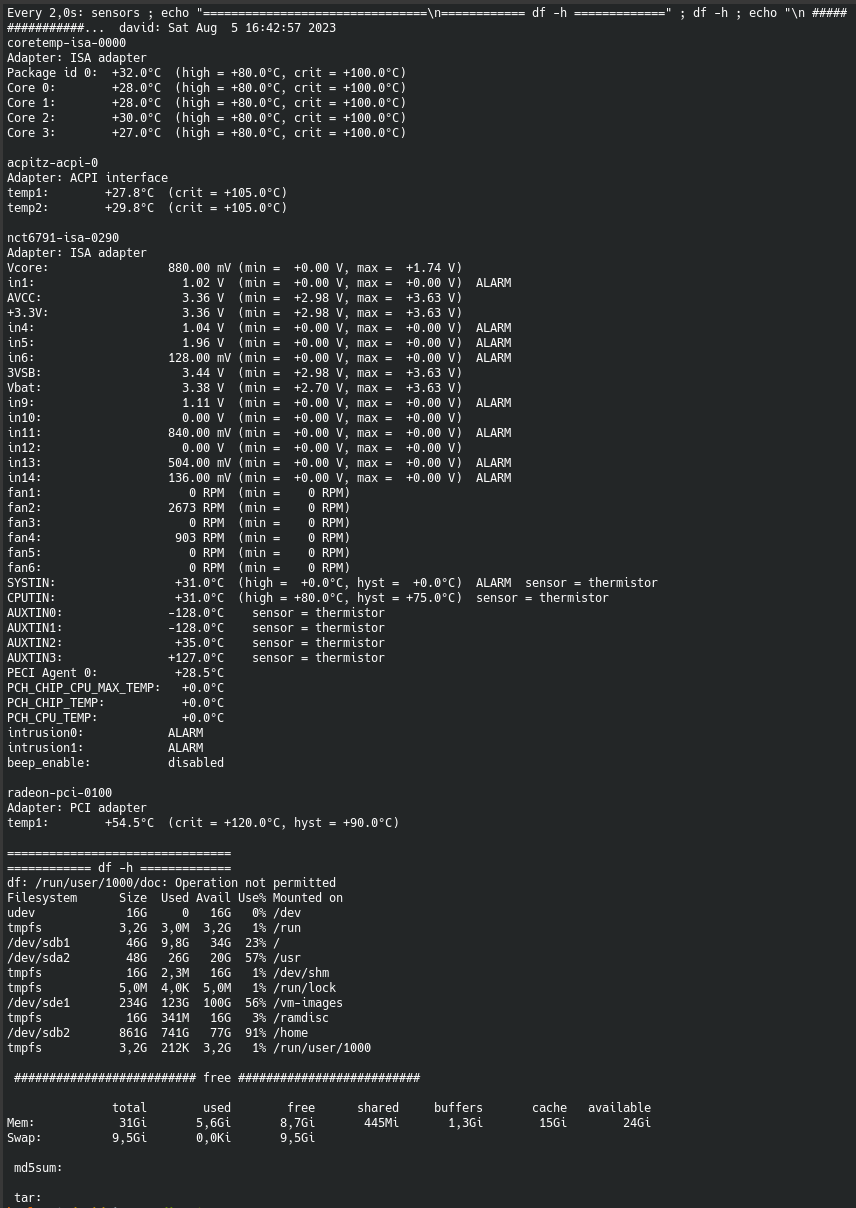 Every 2,0s: sensors ; echo "================================\n============ df -h =============" ; df -h ; echo "\n #####
###########...  david: Sat Aug  5 16:42:57 2023
coretemp-isa-0000
Adapter: ISA adapter
Package id 0:  +32.0°C  (high = +80.0°C, crit = +100.0°C)
Core 0:        +28.0°C  (high = +80.0°C, crit = +100.0°C)
Core 1:        +28.0°C  (high = +80.0°C, crit = +100.0°C)
Core 2:        +30.0°C  (high = +80.0°C, crit = +100.0°C)
Core 3:        +27.0°C  (high = +80.0°C, crit = +100.0°C)

acpitz-acpi-0
Adapter: ACPI interface
temp1:        +27.8°C  (crit = +105.0°C)
temp2:        +29.8°C  (crit = +105.0°C)

nct6791-isa-0290
Adapter: ISA adapter
Vcore:                 880.00 mV (min =  +0.00 V, max =  +1.74 V)
in1:                     1.02 V  (min =  +0.00 V, max =  +0.00 V)  ALARM
AVCC:                    3.36 V  (min =  +2.98 V, max =  +3.63 V)
+3.3V:                   3.36 V  (min =  +2.98 V, max =  +3.63 V)
in4:                     1.04 V  (min =  +0.00 V, max =  +0.00 V)  ALARM
in5:                     1.96 V  (min =  +0.00 V, max =  +0.00 V)  ALARM
in6:                   128.00 mV (min =  +0.00 V, max =  +0.00 V)  ALARM
3VSB:                    3.44 V  (min =  +2.98 V, max =  +3.63 V)
Vbat:                    3.38 V  (min =  +2.70 V, max =  +3.63 V)
in9:                     1.11 V  (min =  +0.00 V, max =  +0.00 V)  ALARM
in10:                    0.00 V  (min =  +0.00 V, max =  +0.00 V)
in11:                  840.00 mV (min =  +0.00 V, max =  +0.00 V)  ALARM
in12:                    0.00 V  (min =  +0.00 V, max =  +0.00 V)
in13:                  504.00 mV (min =  +0.00 V, max =  +0.00 V)  ALARM
in14:                  136.00 mV (min =  +0.00 V, max =  +0.00 V)  ALARM
fan1:                     0 RPM  (min =    0 RPM)
fan2:                  2673 RPM  (min =    0 RPM)
fan3:                     0 RPM  (min =    0 RPM)
fan4:                   903 RPM  (min =    0 RPM)
fan5:                     0 RPM  (min =    0 RPM)
fan6:                     0 RPM  (min =    0 RPM)
SYSTIN:                 +31.0°C  (high =  +0.0°C, hyst =  +0.0°C)  ALARM  sensor = thermistor
CPUTIN:                 +31.0°C  (high = +80.0°C, hyst = +75.0°C)  sensor = thermistor
AUXTIN0:               -128.0°C    sensor = thermistor
AUXTIN1:               -128.0°C    sensor = thermistor
AUXTIN2:                +35.0°C    sensor = thermistor
AUXTIN3:               +127.0°C    sensor = thermistor
PECI Agent 0:           +28.5°C
PCH_CHIP_CPU_MAX_TEMP:   +0.0°C
PCH_CHIP_TEMP:           +0.0°C
PCH_CPU_TEMP:            +0.0°C
intrusion0:            ALARM
intrusion1:            ALARM
beep_enable:           disabled

radeon-pci-0100
Adapter: PCI adapter
temp1:        +54.5°C  (crit = +120.0°C, hyst = +90.0°C)

================================
============ df -h =============
df: /run/user/1000/doc: Operation not permitted
Filesystem      Size  Used Avail Use% Mounted on
udev             16G     0   16G   0% /dev
tmpfs           3,2G  3,0M  3,2G   1% /run
/dev/sdb1        46G  9,8G   34G  23% /
/dev/sda2        48G   26G   20G  57% /usr
tmpfs            16G  2,3M   16G   1% /dev/shm
tmpfs           5,0M  4,0K  5,0M   1% /run/lock
/dev/sde1       234G  123G  100G  56% /vm-images
tmpfs            16G  341M   16G   3% /ramdisc
/dev/sdb2       861G  741G   77G  91% /home
tmpfs           3,2G  212K  3,2G   1% /run/user/1000

 ########################## free ##########################

               total        used        free      shared     buffers       cache   available
Mem:            31Gi       5,6Gi       8,7Gi       445Mi       1,3Gi        15Gi        24Gi
Swap:          9,5Gi       0,0Ki       9,5Gi

 md5sum:

 tar: